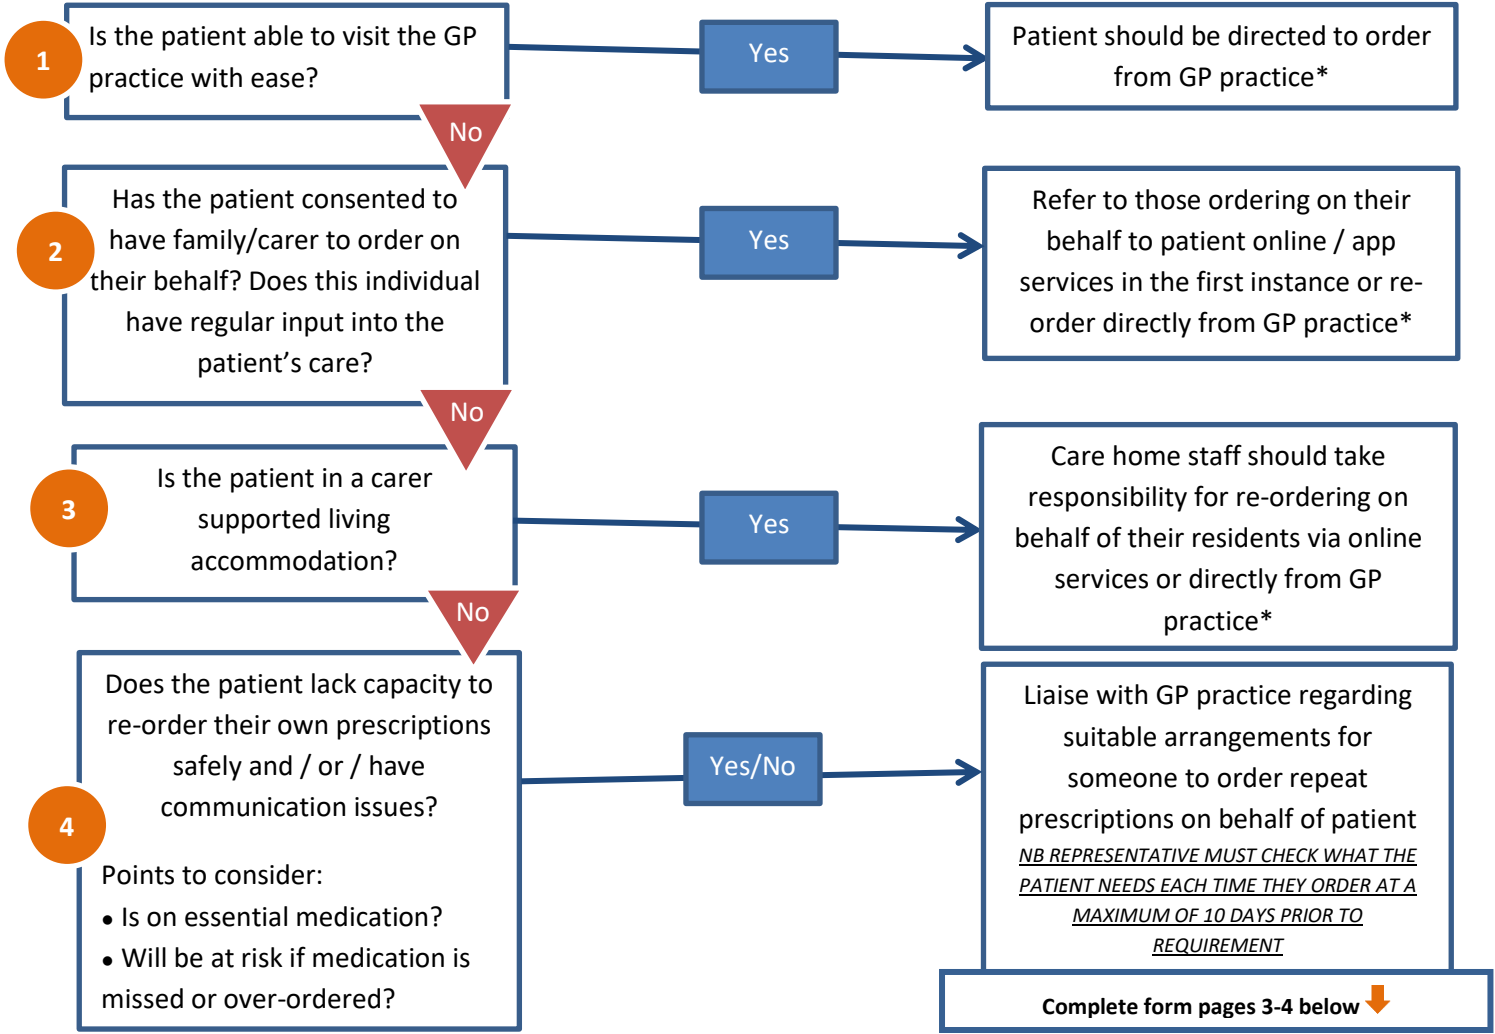 1
Is the patient able to visit the GP
practice with ease?
Yes
Patient should be directed to order
from GP practice*
No
2
Has the patient consented to
have family/carer to order on
their behalf? Does this individual
have regular input into the
patient’s care?
Yes
Refer to those ordering on their
behalf to patient online / app
services in the first instance or re-
order directly from GP practice*
No
3
Is the patient in a carer
supported living
accommodation?
Yes
Care home staff should take
responsibility for re-ordering on
behalf of their residents via online
services or directly from GP
practice*
No
4
Does the patient lack capacity to
re-order their own prescriptions
safely and / or / have
communication issues?
Points to consider:
● Is on essential medication?
● Will be at risk if medication is
missed or over-ordered?
Yes/No
Liaise with GP practice regarding
suitable arrangements for
someone to order repeat
prescriptions on behalf of patient
NB REPRESENTATIVE MUST CHECK WHAT THE
PATIENT NEEDS EACH TIME THEY ORDER AT A
MAXIMUM OF 10 DAYS PRIOR TO
REQUIREMENT
Complete form pages 3-4 below